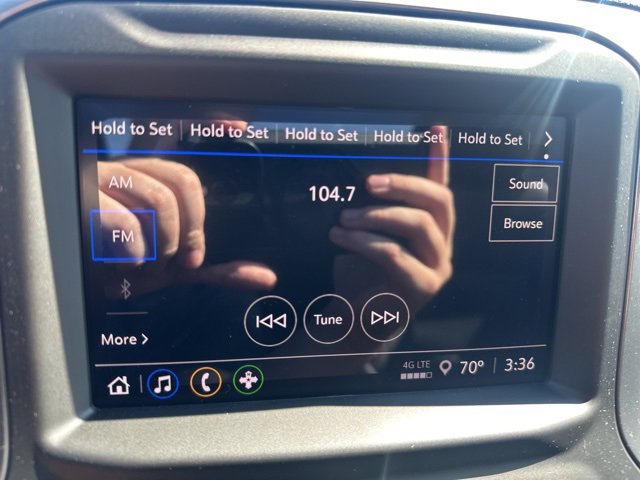 Hold to Set Hold to Set Hold to Set Hold to Set Hold to Set
AM
104.7
Sound
FM
Browse
Tune
More
4G LTE
70° 3:36